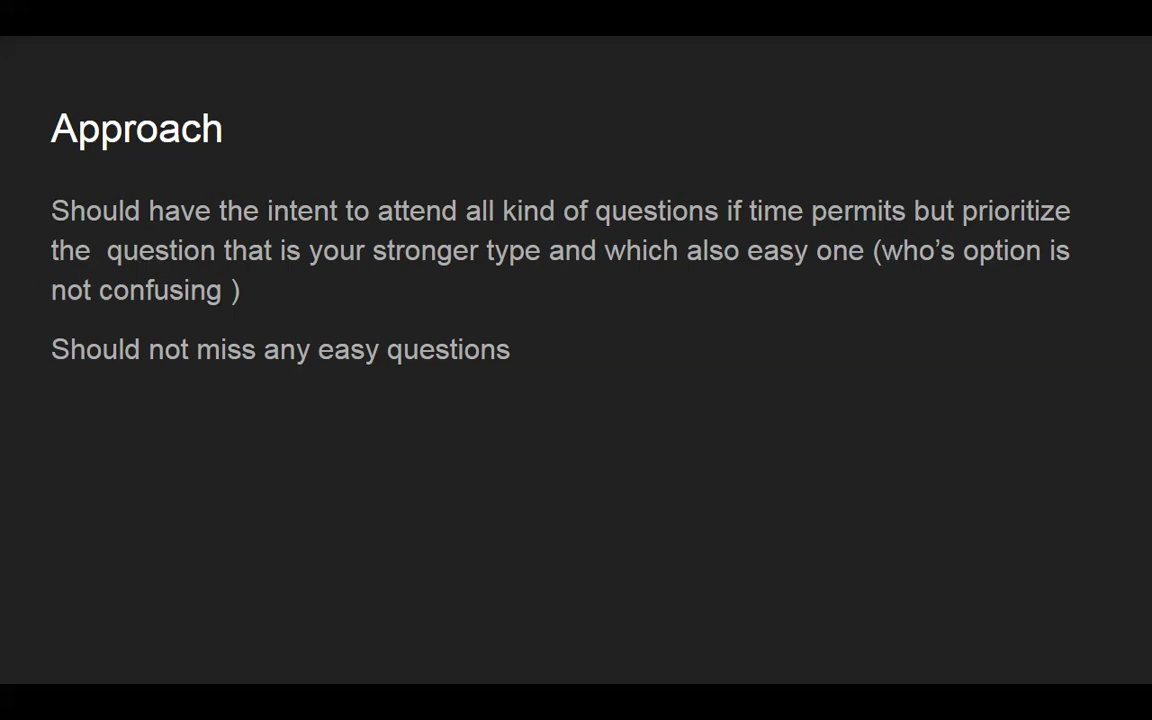 Approach
Should have the intent to attend all kind of questions if time permits but prioritize
the  question that is your stronger type and which also easy one (who’s option is
not confusing )
Should not miss any easy questions